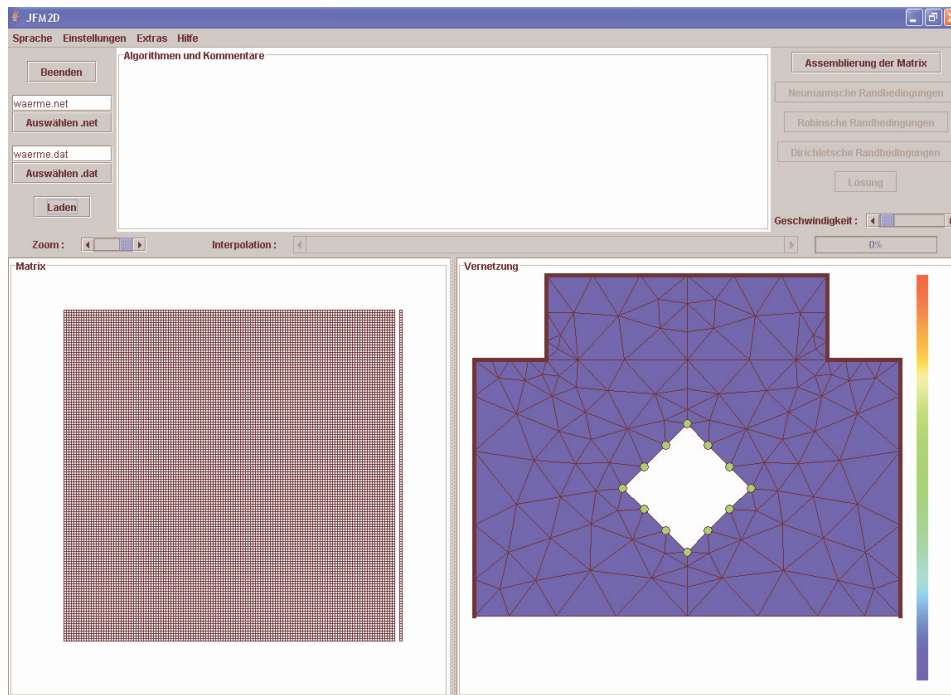 JFM2D
Sprache Einstellungen Extras Hilfe
Beenden
waerme.net
Auswählen .net
waerme.dat
Auswählen .dat
Laden
Algorithmen und Kommentare
Assemblierung der Matrix
Neumannsche Randbedingungen
Robinsche Randbedingungen
Dirichletsche Randbedingungen
Lösung
Geschwindigkeit :
Zoom : Interpolation : 0%
Matrix
Vernetzung